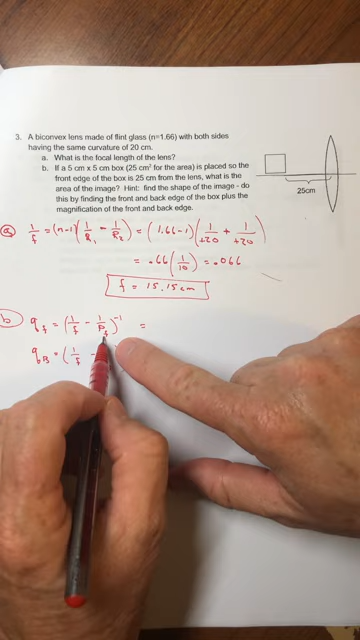 3. A biconvex lens made of flint glass (n=1.66) with both sides
having the same curvature of 20 cm.
a. What is the focal length of the lens?
b. If a 5 cm x 5 cm box (25 cm² for the area) is placed so the
front edge of the box is 25 cm from the lens, what is the
area of the image? Hint: find the shape of the image - do
this by finding the front and back edge of the box plus the
magnification of the front and back edge.
25cm
(a) 1/f = (n-1)(1/R₁ - 1/R₂) = (1.66-1)(1/+20 + 1/+20)
= .66(1/10) = .066
f = 15.15cm
(b) q_f = (1/f - 1/P_f)⁻¹ =
q_B = (1/f -